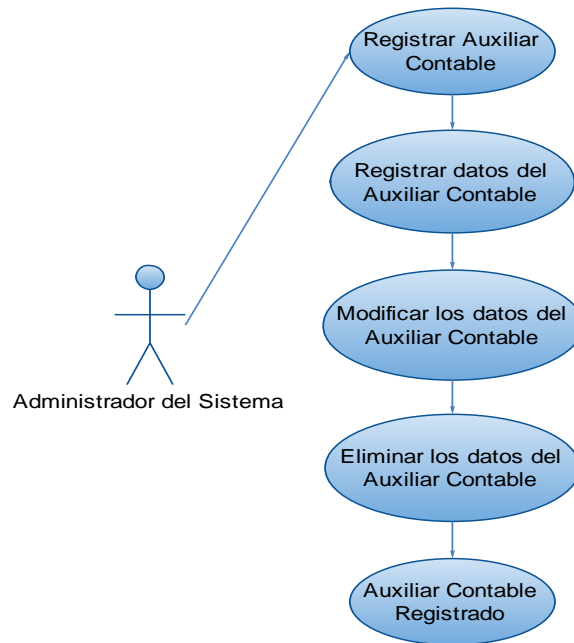 Registrar Auxiliar
Contable
Registrar datos del
Auxiliar Contable
Modificar los datos del
Auxiliar Contable
Administrador del Sistema
Eliminar los datos del
Auxiliar Contable
Auxiliar Contable
Registrado